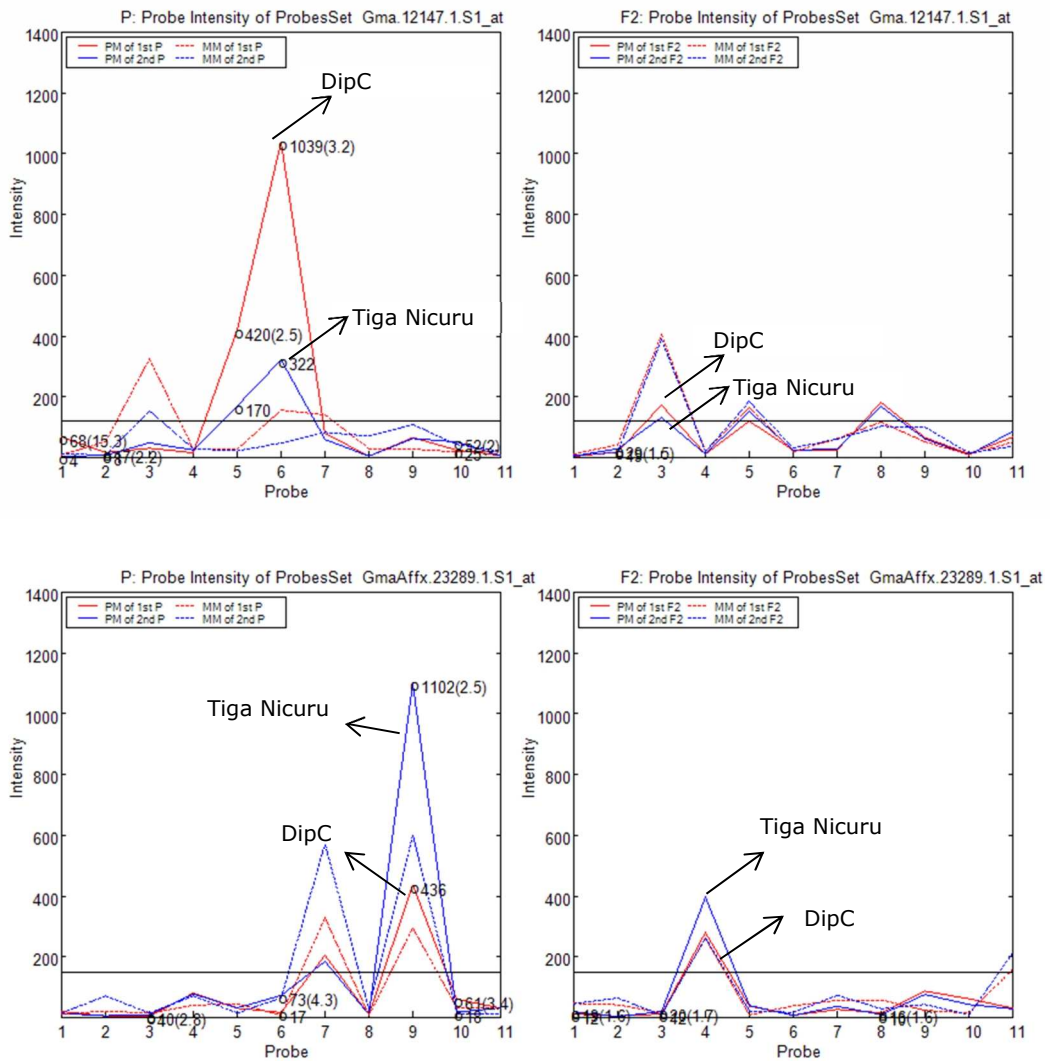 P: Probe Intensity of ProbesSet Gma.12147.1.S1_at
PM of 1st P MM of 1st P
PM of 2nd P MM of 2nd P
Intensity
1400
1200
1000
800
600
400
200
DipC
1039(3.2)
Tiga Nicuru
420(2.5)
322
170
68(15.3)
4
37(2.2)
52(2)
25
1 2 3 4 5 6 7 8 9 10 11
Probe
F2: Probe Intensity of ProbesSet Gma.12147.1.S1_at
PM of 1st F2 MM of 1st F2
PM of 2nd F2 MM of 2nd F2
Intensity
1400
1200
1000
800
600
400
200
DipC
Tiga Nicuru
1 2 3 4 5 6 7 8 9 10 11
Probe
P: Probe Intensity of ProbesSet GmaAffx.23289.1.S1_at
PM of 1st P MM of 1st P
PM of 2nd P MM of 2nd P
Intensity
1400
1200
1000
800
600
400
200
Tiga Nicuru
1102(2.5)
DipC
436
73(4.3)
17
61(3.4)
18
1 2 3 4 5 6 7 8 9 10 11
Probe
F2: Probe Intensity of ProbesSet GmaAffx.23289.1.S1_at
PM of 1st F2 MM of 1st F2
PM of 2nd F2 MM of 2nd F2
Intensity
1400
1200
1000
800
600
400
200
Tiga Nicuru
DipC
1 2 3 4 5 6 7 8 9 10 11
Probe